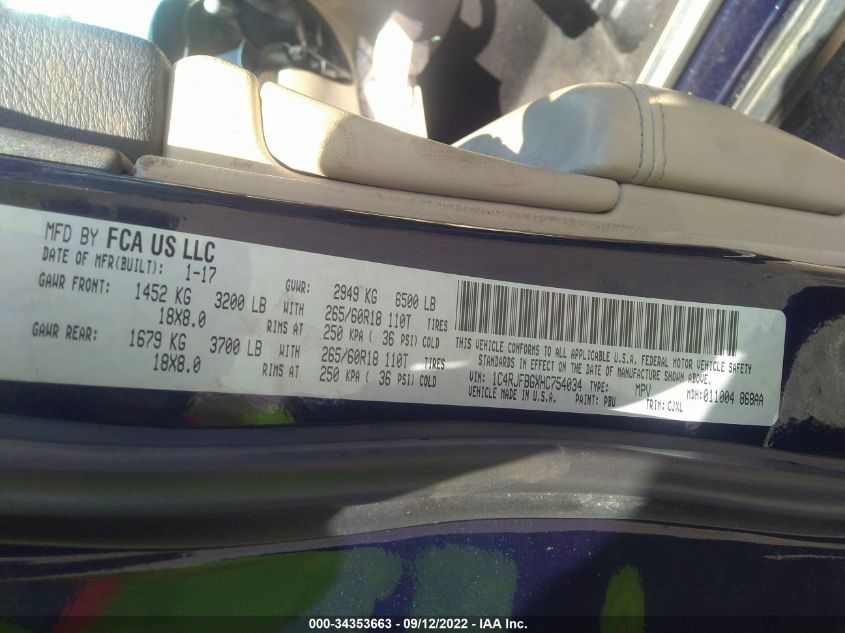 MFD BY FCA US LLC
DATE OF MFR(BUILT): 1-17
GAWR FRONT: 1452 KG 3200 LB
18X8.0
GAWR REAR: 1679 KG 3700 LB
18X8.0
GVWR: 2949 KG 6500 LB
WITH 265/60R18 110T TIRES
RIMS AT 250 KPA ( 36 PSI) COLD
WITH 265/60R18 110T TIRES
RIMS AT 250 KPA ( 36 PSI) COLD
THIS VEHICLE CONFORMS TO ALL APPLICABLE U.S.A. FEDERAL MOTOR VEHICLE SAFETY
STANDARDS IN EFFECT ON THE DATE OF MANUFACTURE SHOWN ABOVE.
VIN: 1C4RJFBGXHC754034 TYPE: MPV MDH:011004 868AA
VEHICLE MADE IN U.S.A. PAINT: PBU TRIM: CJXL
000-34353663 - 09/12/2022 - IAA Inc.